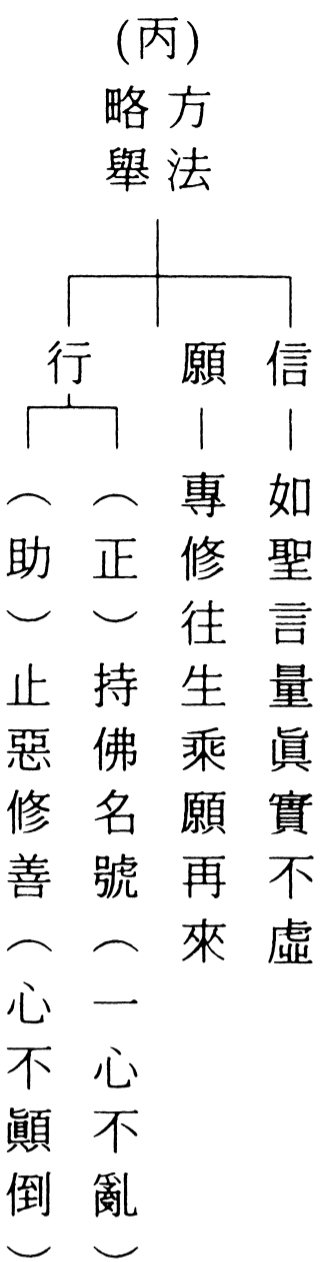 (丙)
方法
略舉
信
如聖言量眞實不虛
願
專修往生乘願再來
行
（正）持佛名號（一心不亂）
（助）止惡修善（心不顚倒）